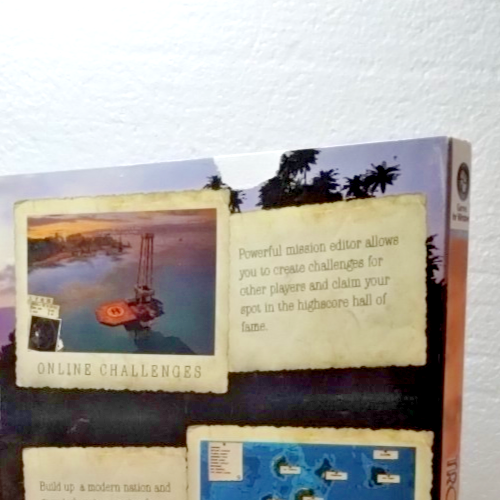 Powerful mission editor allows
you to create challenges for
other players and claim your
spot in the highscore hall of
fame.
ONLINE CHALLENGES
Build up a modern nation and